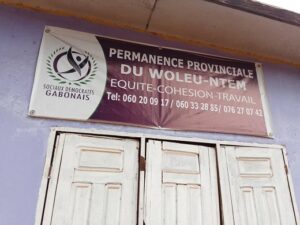 PERMANENCE PROVINCIALE
DU WOLEU-NTEM
EQUITE-COHESION-TRAVAIL
Tel: 060 20 09 17 / 060 33 28 55 / 076 27 07 42
SOCIAUX DEMOCRATES
GABONAIS